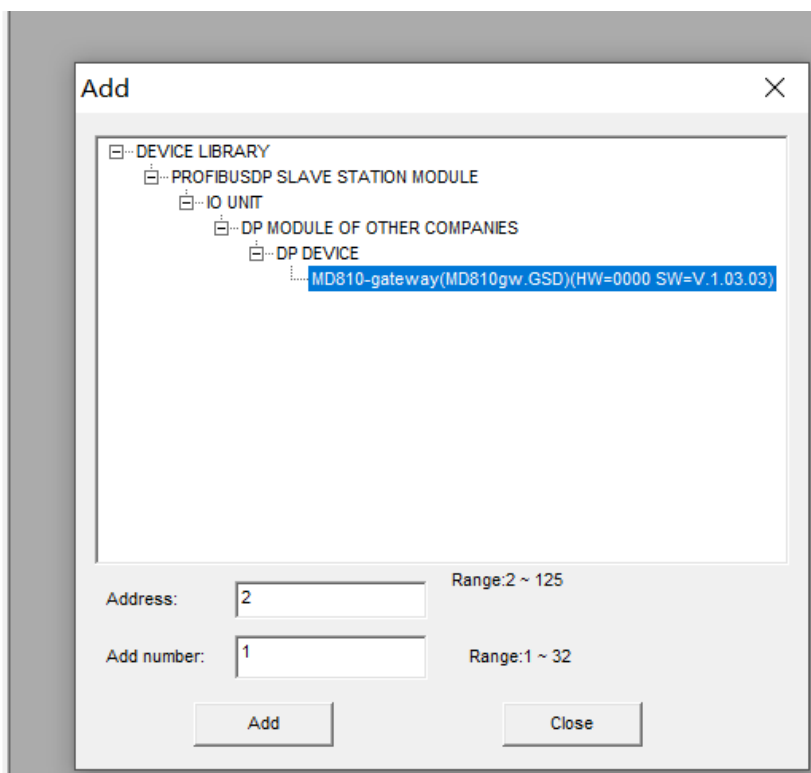 Add
DEVICE LIBRARY
PROFIBUSDP SLAVE STATION MODULE
IO UNIT
DP MODULE OF OTHER COMPANIES
DP DEVICE
MD810-gateway(MD810gw.GSD)(HW=0000 SW=V.1.03.03)
Address: 2 Range:2 ~ 125
Add number: 1 Range:1 ~ 32
Add Close